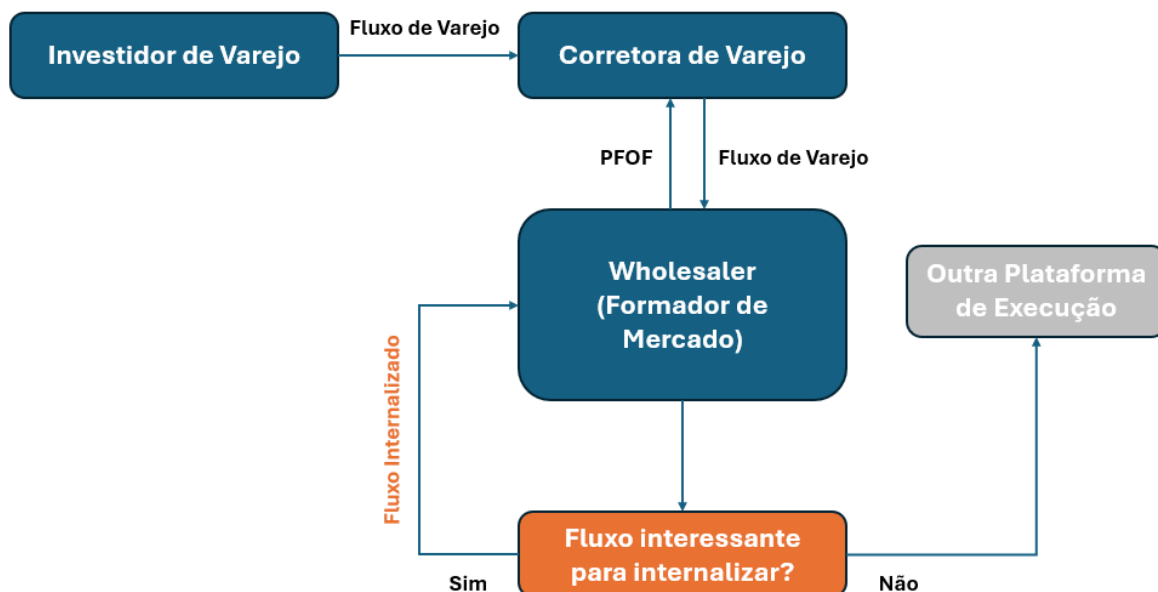 Fluxo de Varejo
Investidor de Varejo
Corretora de Varejo
PFOF
Fluxo de Varejo
Wholesaler
(Formador de
Mercado)
Outra Plataforma
de Execução
Fluxo Internalizado
Fluxo interessante
para internalizar?
Sim
Não